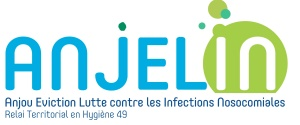 ANJELIN
Anjou Eviction Lutte contre les Infections Nosocomiales
Relai Territorial en Hygiène 49